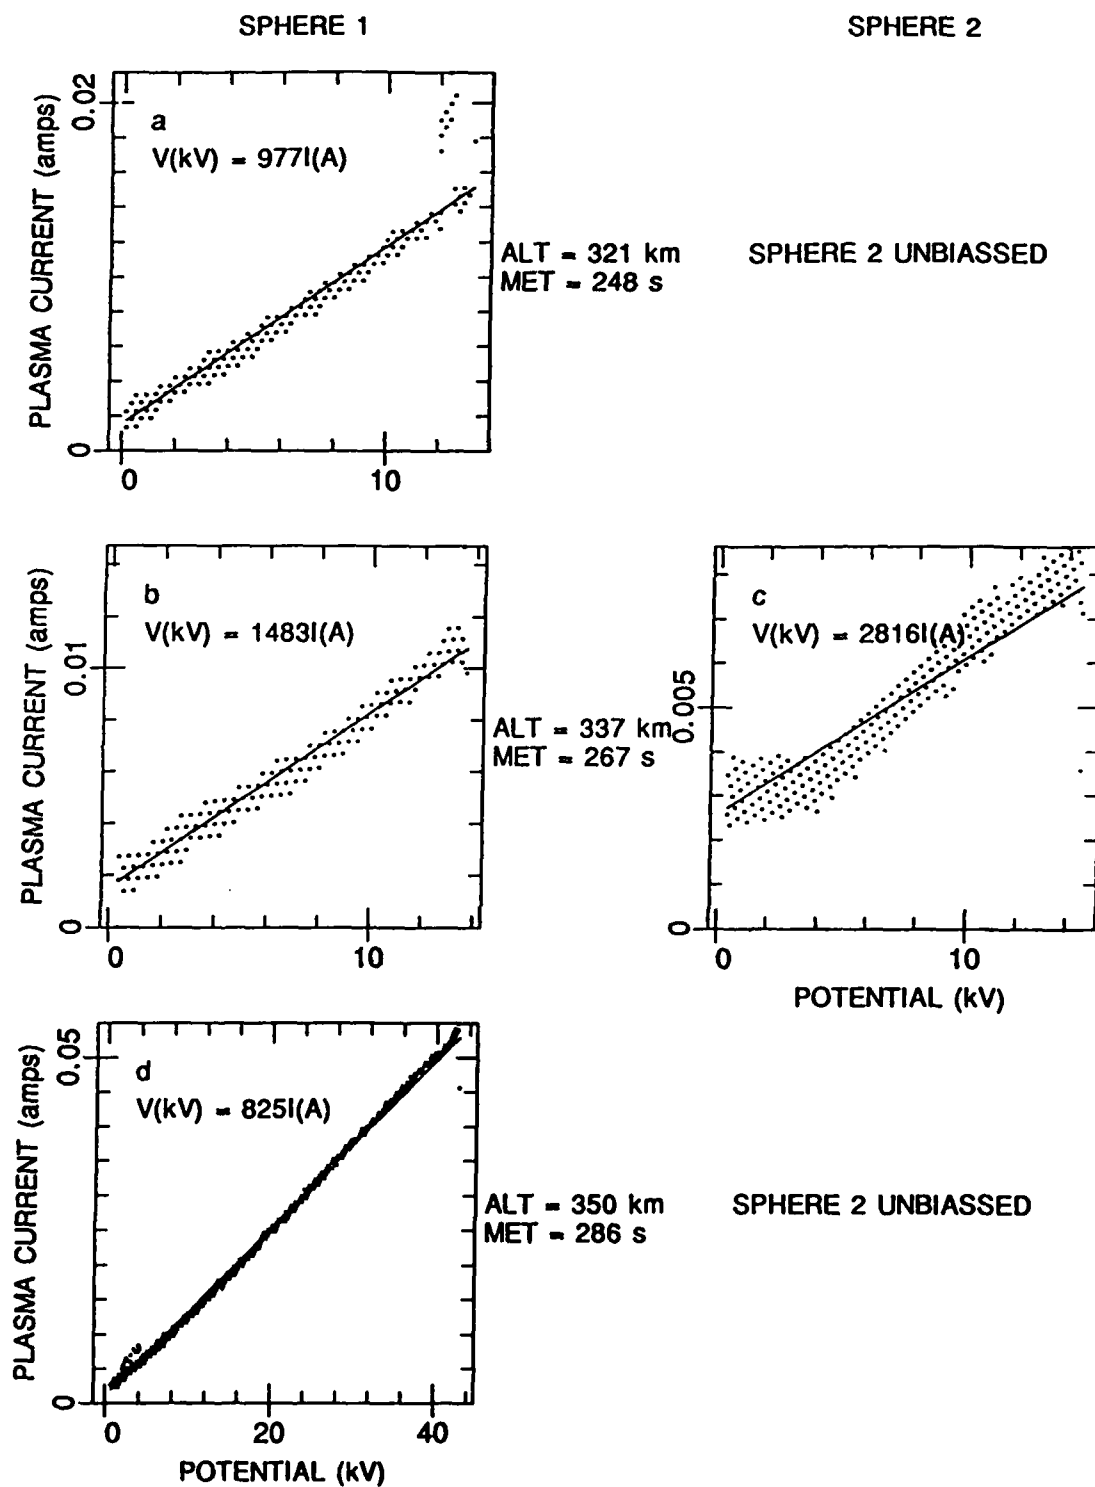 SPHERE 1
SPHERE 2
PLASMA CURRENT (amps)
0.02
0
a
V(kV) = 977I(A)
0 10
ALT = 321 km
MET = 248 s
SPHERE 2 UNBIASSED
PLASMA CURRENT (amps)
0.01
0
b
V(kV) = 1483I(A)
0 10
ALT = 337 km
MET = 267 s
0.005
0
c
V(kV) = 2816I(A)
0 10
POTENTIAL (kV)
PLASMA CURRENT (amps)
0.05
0
d
V(kV) = 825I(A)
0 20 40
POTENTIAL (kV)
ALT = 350 km
MET = 286 s
SPHERE 2 UNBIASSED